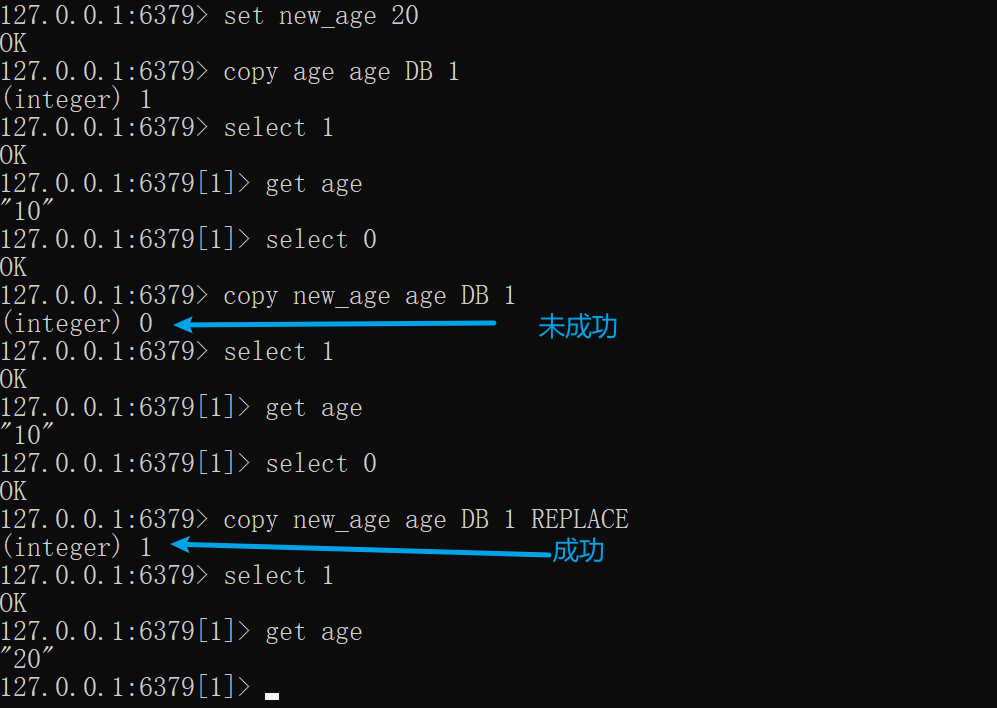 127.0.0.1:6379> set new_age 20
OK
127.0.0.1:6379> copy age age DB 1
(integer) 1
127.0.0.1:6379> select 1
OK
127.0.0.1:6379[1]> get age
"10"
127.0.0.1:6379[1]> select 0
OK
127.0.0.1:6379> copy new_age age DB 1
(integer) 0 未成功
127.0.0.1:6379> select 1
OK
127.0.0.1:6379[1]> get age
"10"
127.0.0.1:6379[1]> select 0
OK
127.0.0.1:6379> copy new_age age DB 1 REPLACE
(integer) 1 成功
127.0.0.1:6379> select 1
OK
127.0.0.1:6379[1]> get age
"20"
127.0.0.1:6379[1]>